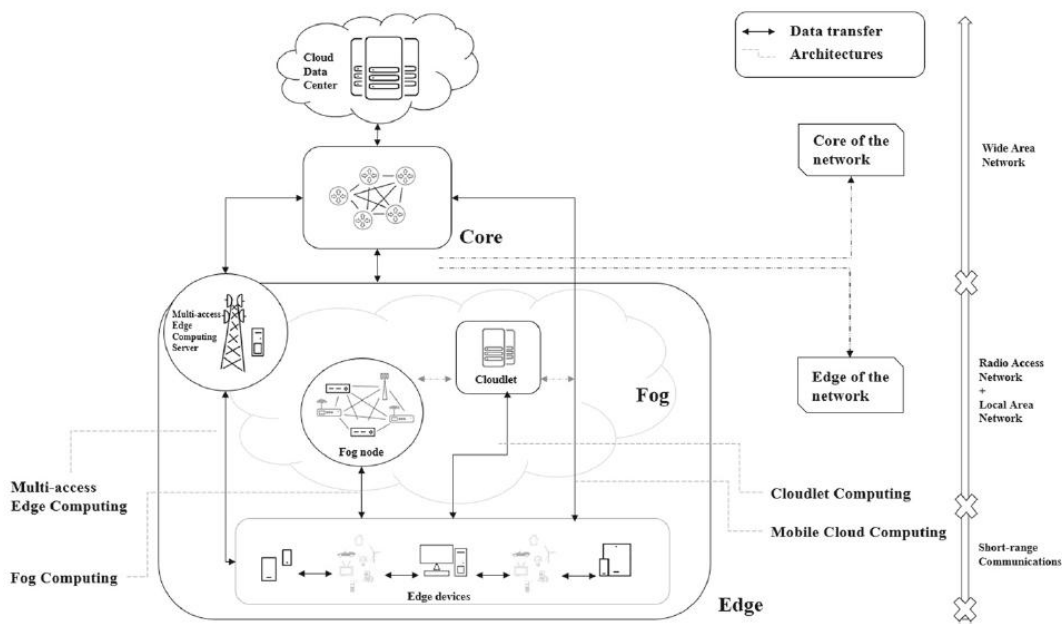 Cloud
Data
Center
Data transfer
Architectures
Core of the
network
Wide Area
Network
Core
Multi-access
Edge
Computing
Server
Cloudlet
Fog
Fog node
Edge of the
network
Radio Access
Network
+
Local Area
Network
Multi-access
Edge Computing
Cloudlet Computing
Mobile Cloud Computing
Fog Computing
Edge devices
Edge
Short-range
Communications